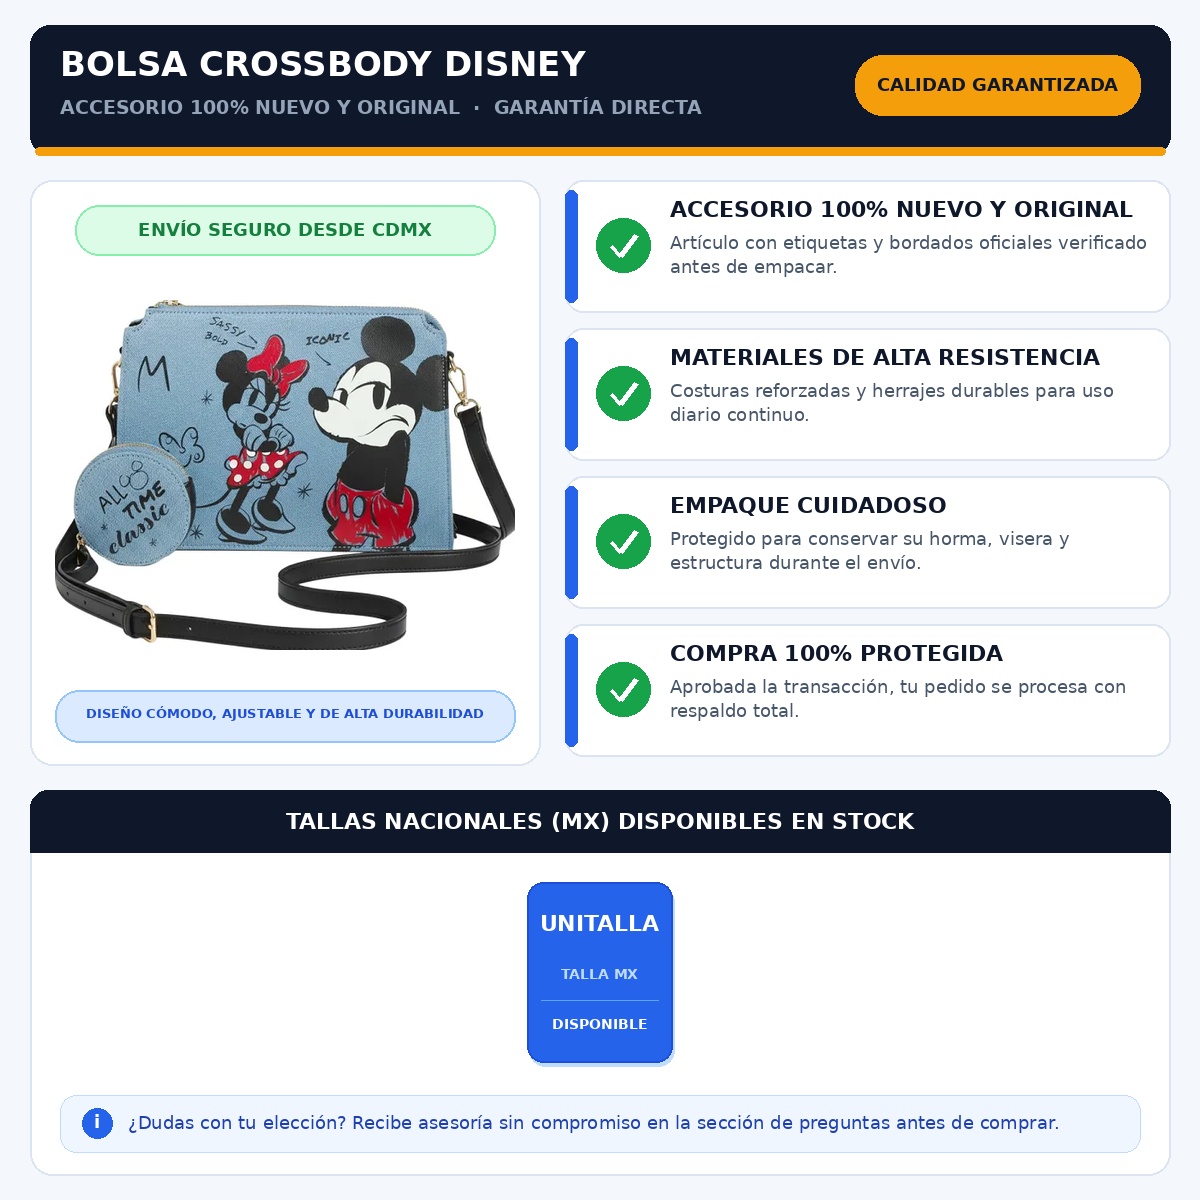 BOLSA CROSSBODY DISNEY
ACCESORIO 100% NUEVO Y ORIGINAL · GARANTÍA DIRECTA
CALIDAD GARANTIZADA
ENVÍO SEGURO DESDE CDMX
SASSY
BOLD
ICONIC
M
ALL
TIME
classic
DISEÑO CÓMODO, AJUSTABLE Y DE ALTA DURABILIDAD
ACCESORIO 100% NUEVO Y ORIGINAL
Artículo con etiquetas y bordados oficiales verificado
antes de empacar.
MATERIALES DE ALTA RESISTENCIA
Costuras reforzadas y herrajes durables para uso
diario continuo.
EMPAQUE CUIDADOSO
Protegido para conservar su horma, visera y
estructura durante el envío.
COMPRA 100% PROTEGIDA
Aprobada la transacción, tu pedido se procesa con
respaldo total.
TALLAS NACIONALES (MX) DISPONIBLES EN STOCK
UNITALLA
TALLA MX
DISPONIBLE
i ¿Dudas con tu elección? Recibe asesoría sin compromiso en la sección de preguntas antes de comprar.